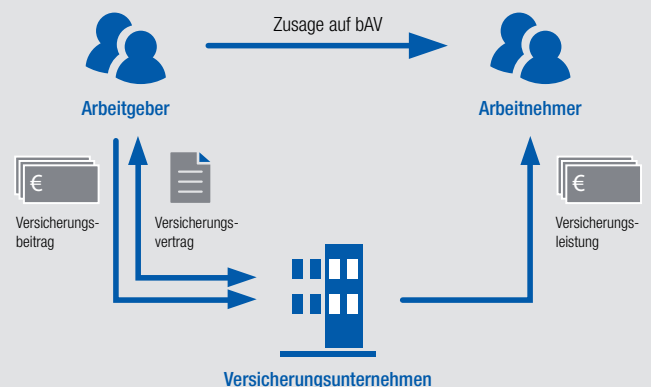 Zusage auf bAV
Arbeitgeber
Arbeitnehmer
€
Versicherungs-
beitrag
Versicherungs-
vertrag
€
Versicherungs-
leistung
Versicherungsunternehmen